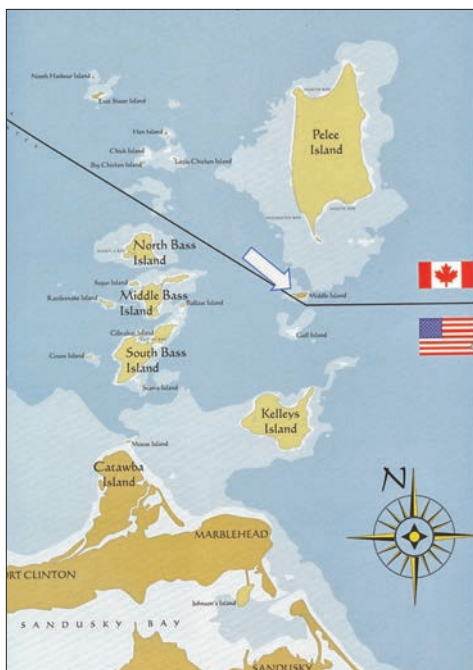 North Harbour Island
East Sister Island
Hen Island
Chick Island
Big Chicken Island
Little Chicken Island
Pelee
Island
North Bass
Island
Sugar Island
Middle Bass
Island
Rattlesnake Island
Ballast Island
Gibraltar Island
South Bass
Island
Green Island
Starve Island
Middle Island
Gull Island
Kelleys
Island
Mouse Island
Catawba
Island
N
MARBLEHEAD
ORT CLINTON
Johnson's Island
SANDUSKY BAY
SANDUSKY